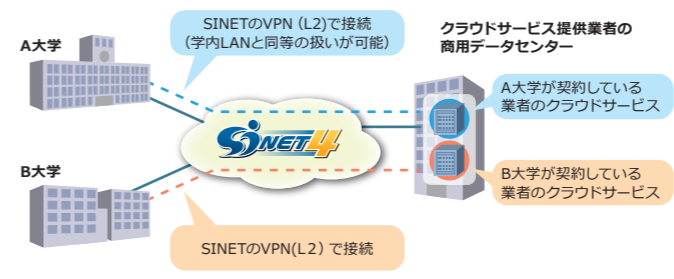 SINETのVPN（L2)で接続
（学内LANと同等の扱いが可能）
クラウドサービス提供業者の
商用データセンター
A大学
A大学が契約している
業者のクラウドサービス
SINET4
B大学
B大学が契約している
業者のクラウドサービス
SINETのVPN(L２）で接続